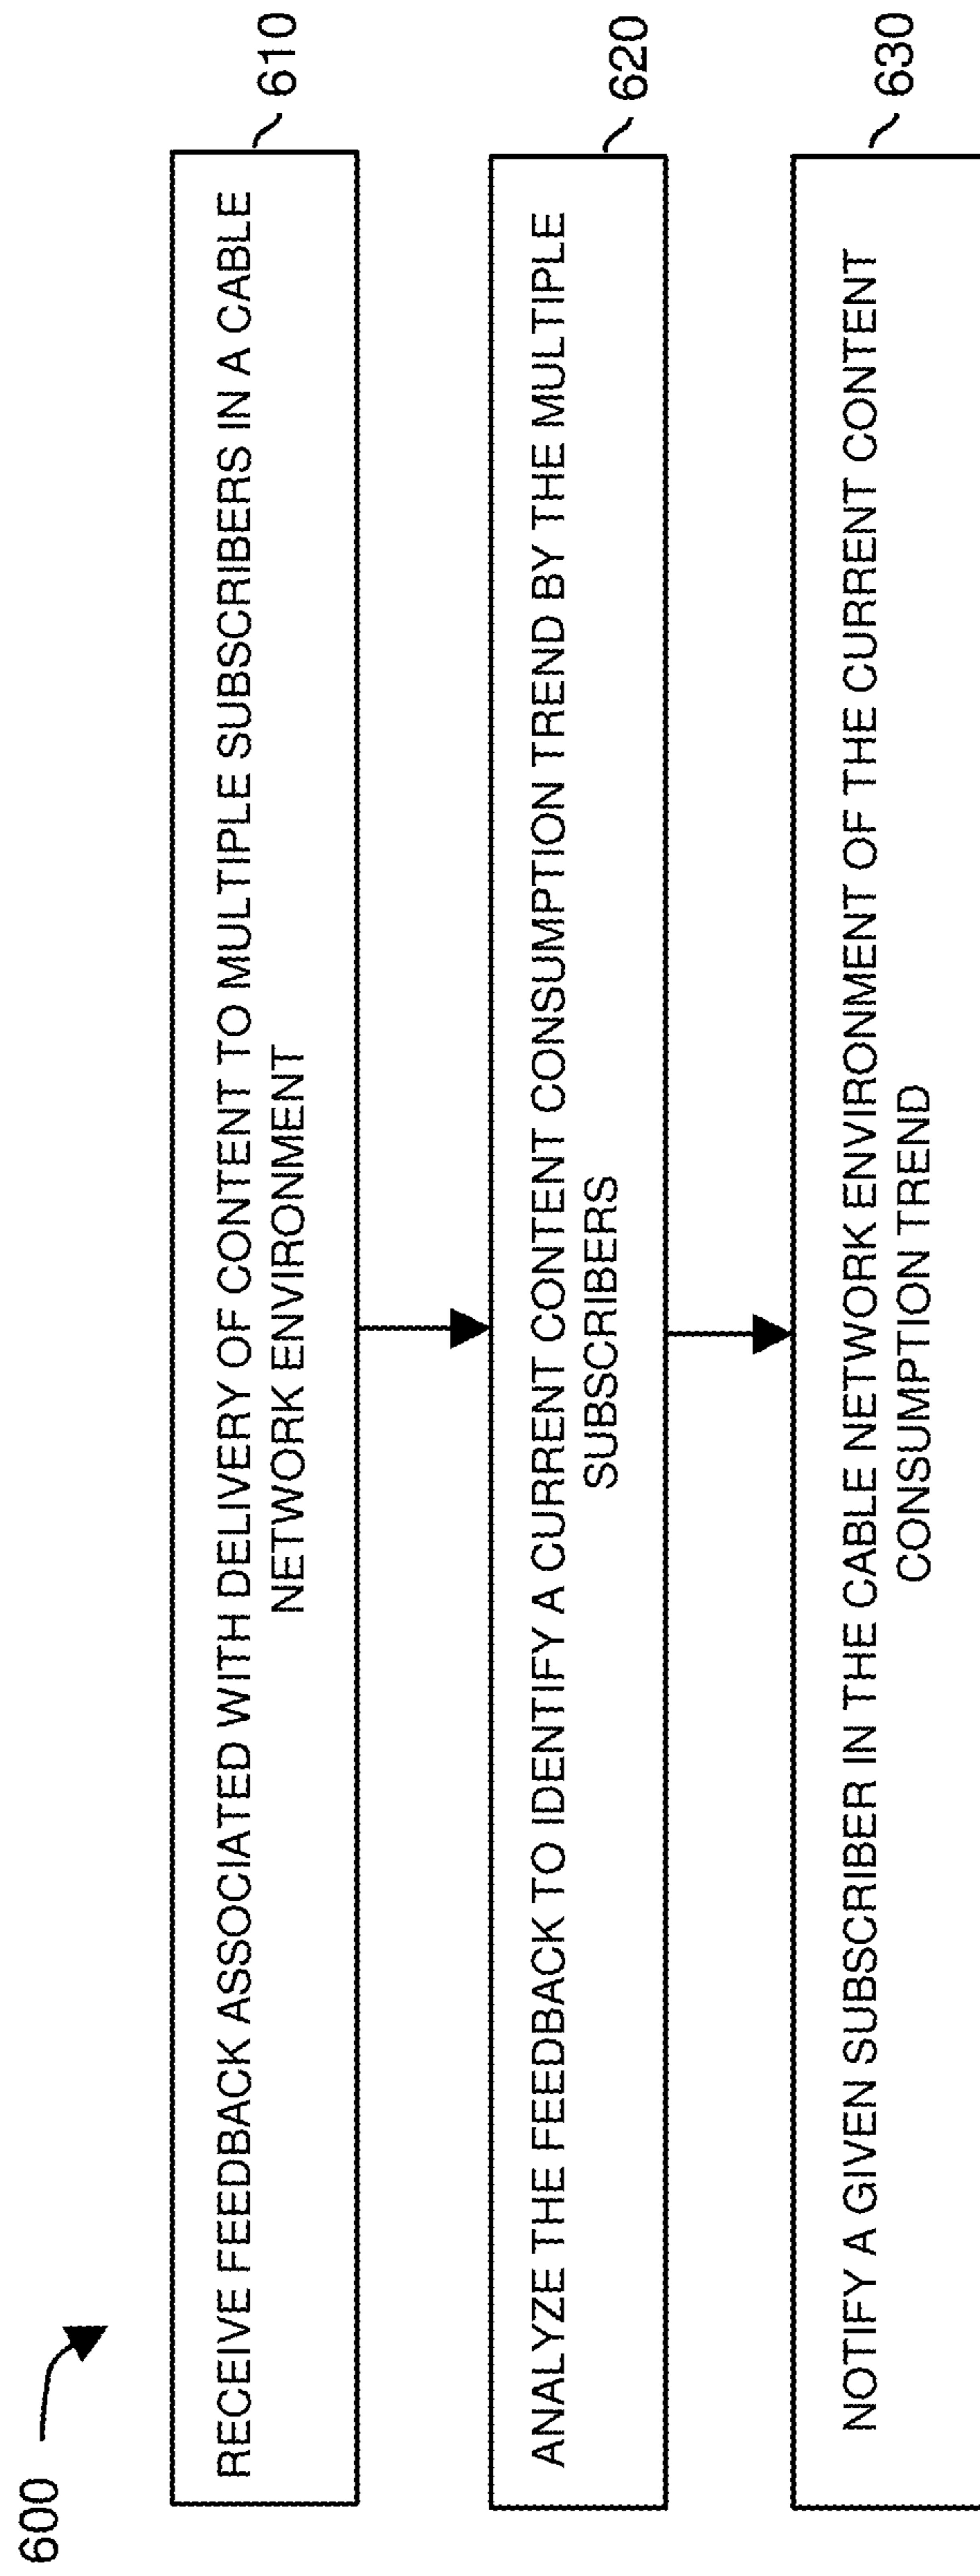 600
RECEIVE FEEDBACK ASSOCIATED WITH DELIVERY OF CONTENT TO MULTIPLE SUBSCRIBERS IN A CABLE
NETWORK ENVIRONMENT
610
ANALYZE THE FEEDBACK TO IDENTIFY A CURRENT CONTENT CONSUMPTION TREND BY THE MULTIPLE
SUBSCRIBERS
620
NOTIFY A GIVEN SUBSCRIBER IN THE CABLE NETWORK ENVIRONMENT OF THE CURRENT CONTENT
CONSUMPTION TREND
630